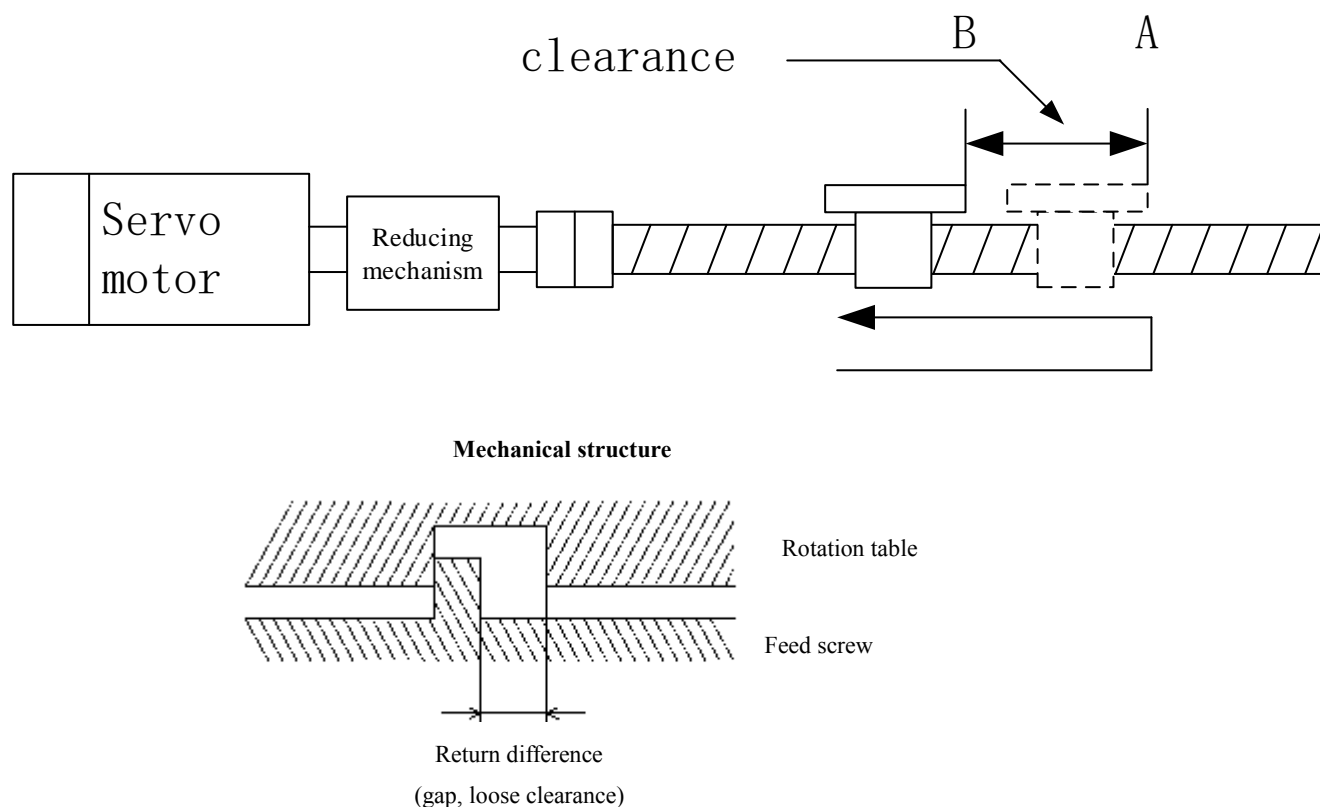 B A
clearance
Servo
motor
Reducing
mechanism
Mechanical structure
Rotation table
Feed screw
Return difference
(gap, loose clearance)